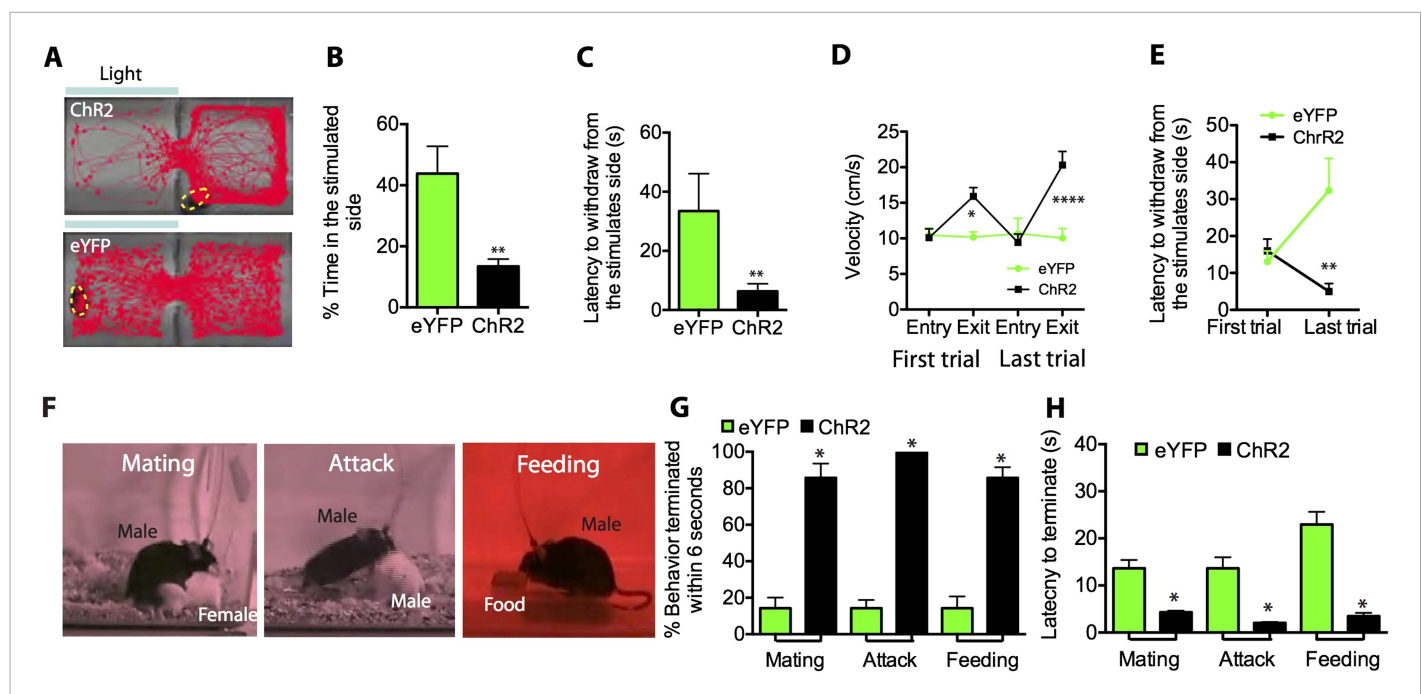 A
Light
ChR2
eYFP
B
% Time in the stimulated
side
60
40
20
0
**
eYFP ChR2
C
Latency to withdraw from
the stimulates side (s)
60
40
20
0
**
eYFP ChR2
D
Velocity (cm/s)
25
20
15
10
5
0
*
****
eYFP
ChR2
Entry Exit Entry Exit
First trial Last trial
E
eYFP
ChrR2
Latency to withdraw from
the stimulates side (s)
50
40
30
20
10
0
**
First trial Last trial
F
Mating
Male
Female
Attack
Male
Male
Feeding
Male
Food
G
eYFP ChR2
% Behavior terminated
within 6 seconds
100
80
60
40
20
0
* * *
Mating Attack Feeding
H
Latecny to terminate (s)
40
30
20
10
0
eYFP ChR2
* * *
Mating Attack Feeding